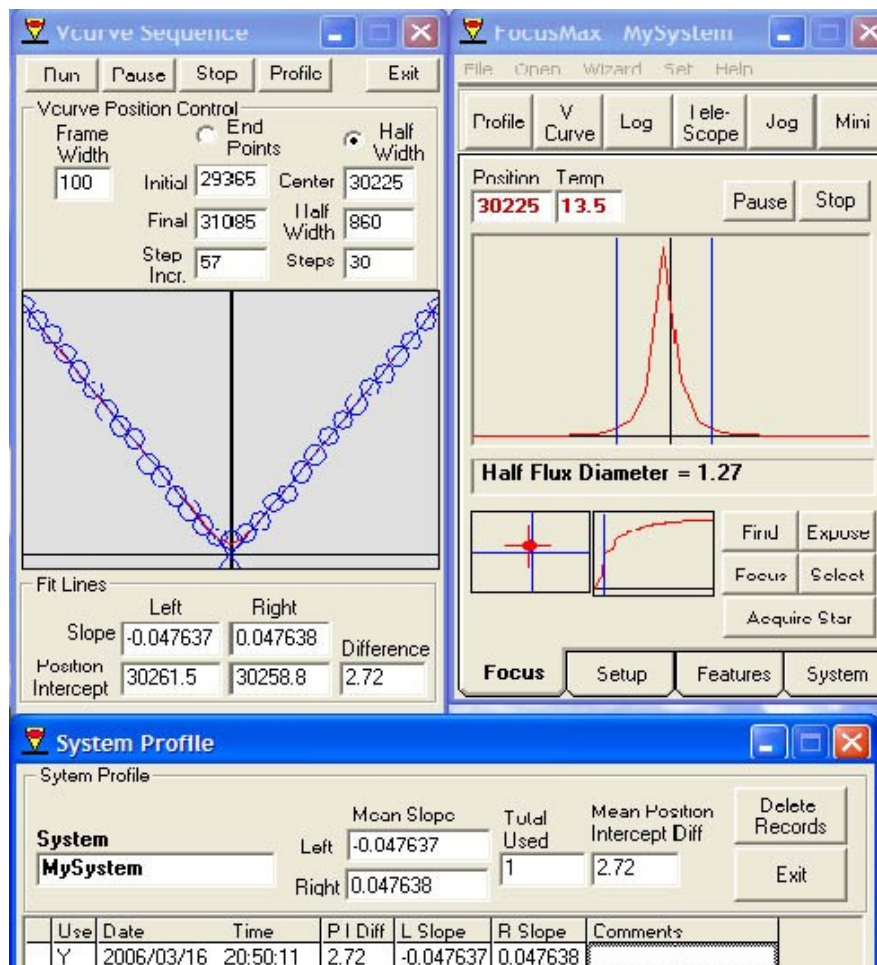 Vcurve Sequence
Run Pause Stop Profile Exit
Vcurve Position Control
Frame Width
100
End Points
Half Width
Initial 29365 Center 30225
Final 31085 Half Width 860
Step Incr. 57 Steps 30
Fit Lines
Left Right
Slope -0.047637 0.047638 Difference
Position Intercept 30261.5 30258.8 2.72
FocusMax MySystem
File Open Wizard Set Help
Profile V Curve Log Tele-Scope Jog Mini
Position Temp
30225 13.5 Pause Stop
Half Flux Diameter = 1.27
Find Expose
Focus Select
Acquire Star
Focus Setup Features System
System Profile
Sytem Profile
System
MySystem
Mean Slope
Left -0.047637
Right 0.047638
Total Used
1
Mean Position Intercept Diff
2.72
Delete Records
Exit
Use Date Time P I Diff L Slope R Slope Comments
Y 2006/03/16 20:50:11 2.72 -0.047637 0.047638